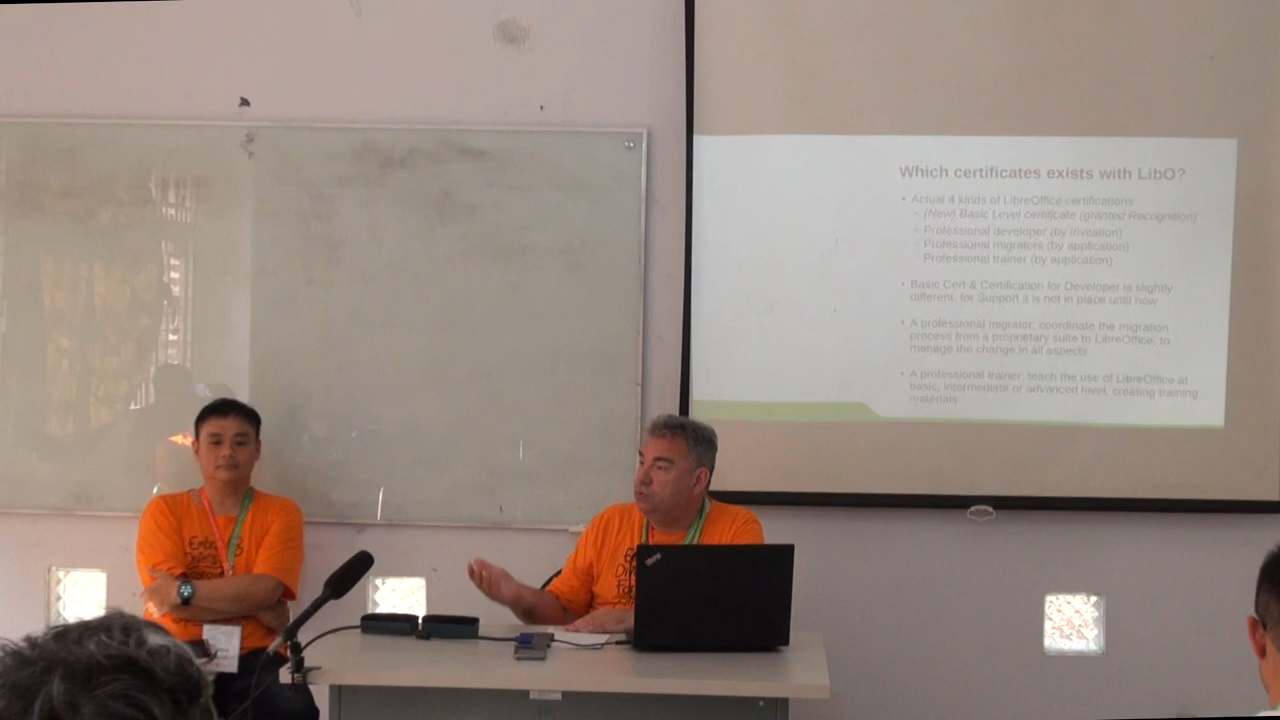 Which certificates exists with LibO?
• Actual 4 kinds of LibreOffice certifications
– (New) Basic Level certificate (granted Recognition)
– Professional developer (by invitation)
– Professional migrators (by application)
Professional trainer (by application)
• Basic Cert & Certification for Developer is slightly
different, for Support it is not in place until now
• A professional migrator: coordinate the migration
process from a proprietary suite to LibreOffice, to
manage the change in all aspects
• A professional trainer: teach the use of LibreOffice at
basic, intermediate or advanced level, creating training
materials